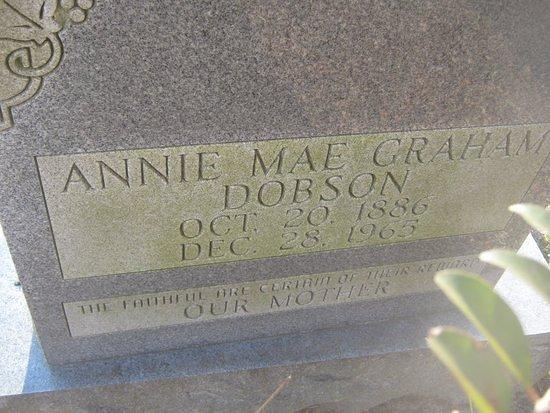 ANNIE MAE GRAHAM
DOBSON
OCT. 20. 1886
DEC. 28. 1965
THE FAITHFUL ARE CERTAIN OF THEIR REWARD
OUR MOTHER